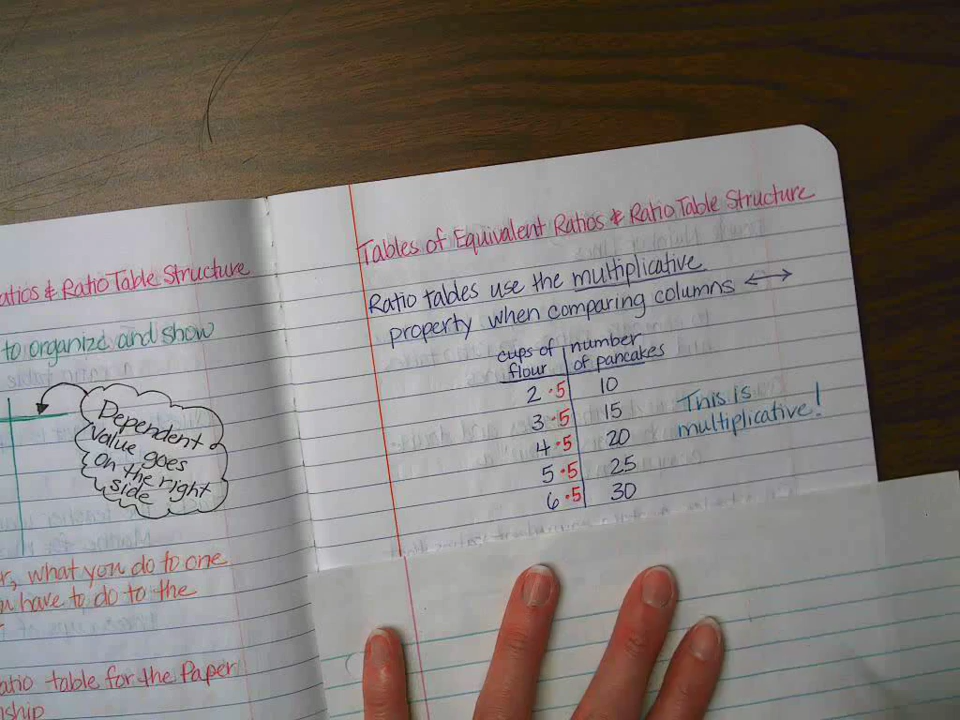 atios & Ratio Table Structure
to organize and show
Dependent
value goes
on the right
side
r, what you do to one
have to do to the
atio table for the Paper
nship
Tables of Equivalent Ratios & Ratio Table Structure
Ratio tables use the multiplicative
property when comparing columns ↔
cups of flour | number of pancakes
2 ·5 | 10
3 ·5 | 15
4 ·5 | 20
5 ·5 | 25
6 ·5 | 30
This is
multiplicative!